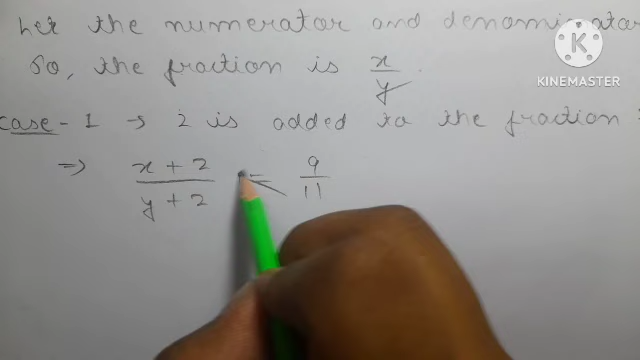 Let the numerator and denominator
So, the fraction is x/y.
case-1 → 2 is added to the fraction
⇒ (x + 2)/(y + 2) = 9/11
K
KINEMASTER